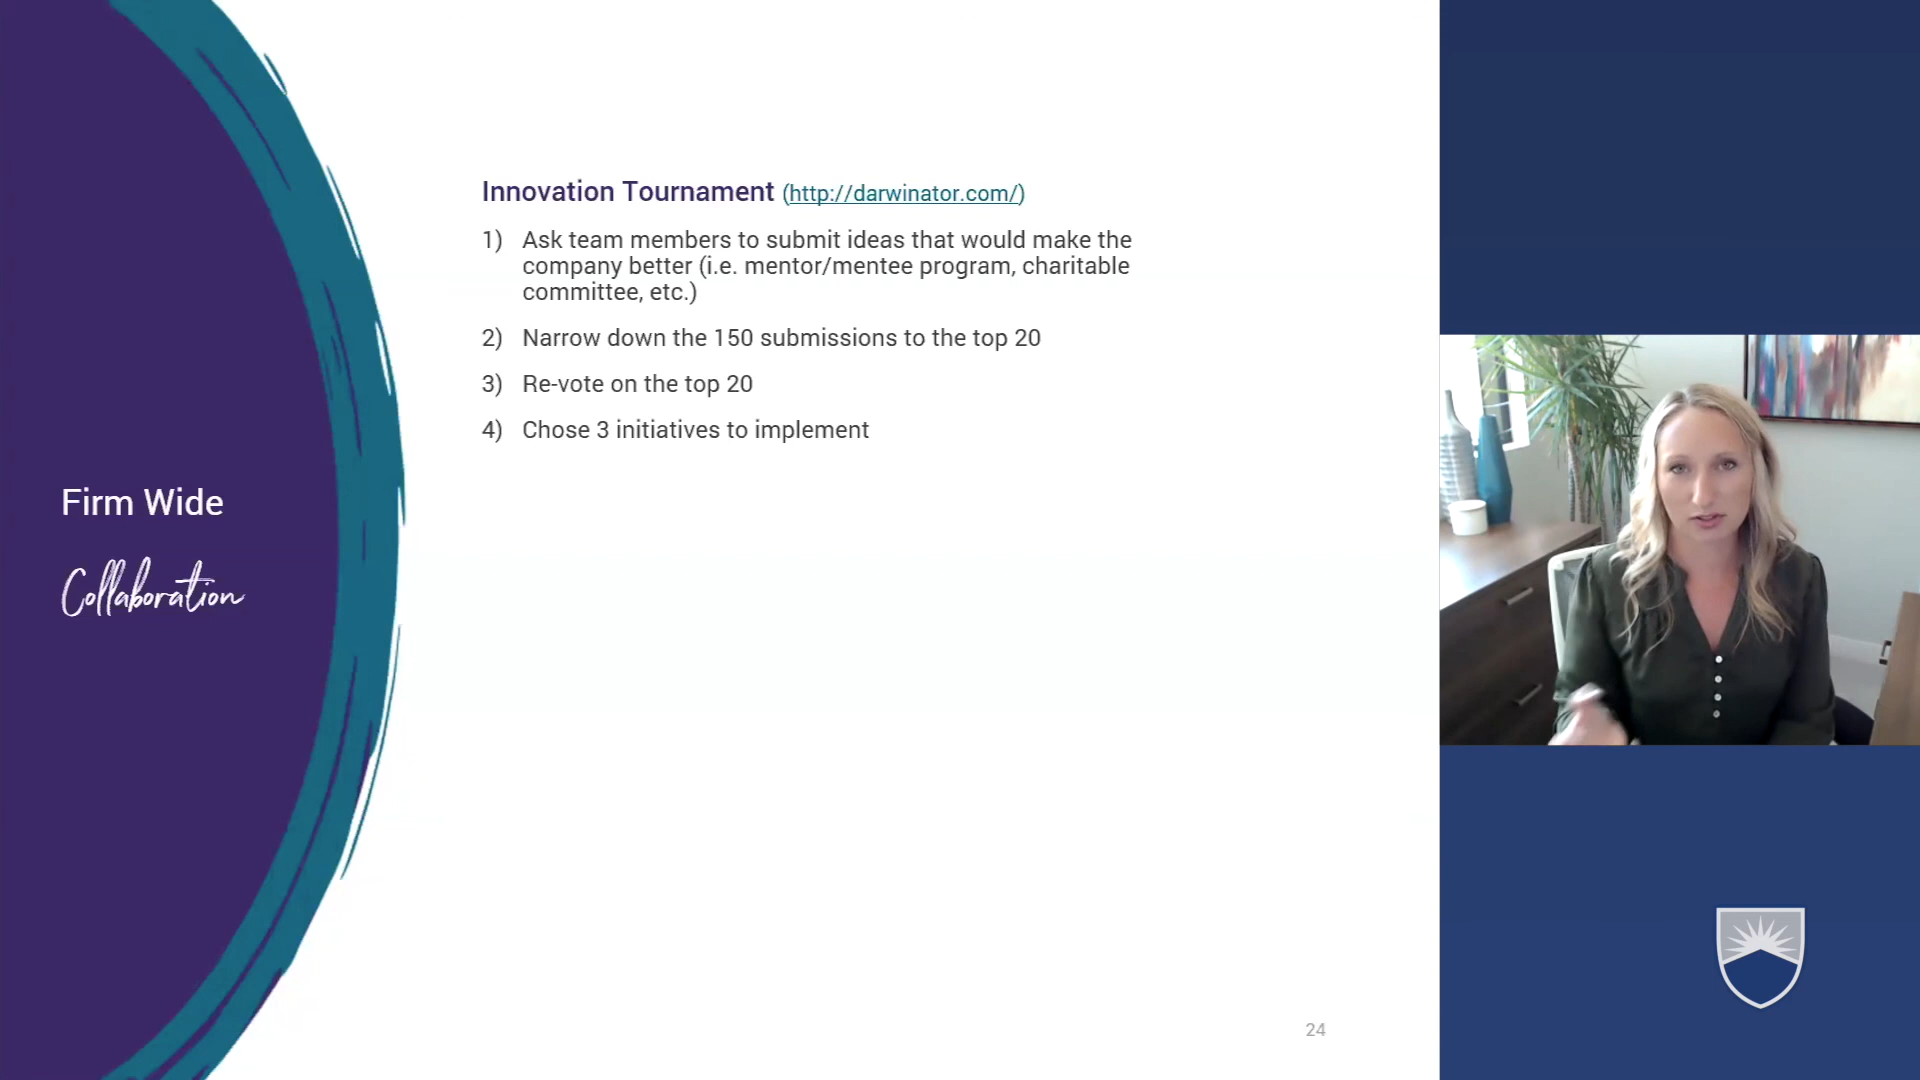 Firm Wide
Collaboration
Innovation Tournament (http://darwinator.com/)
1) Ask team members to submit ideas that would make the
company better (i.e. mentor/mentee program, charitable
committee, etc.)
2) Narrow down the 150 submissions to the top 20
3) Re-vote on the top 20
4) Chose 3 initiatives to implement
24